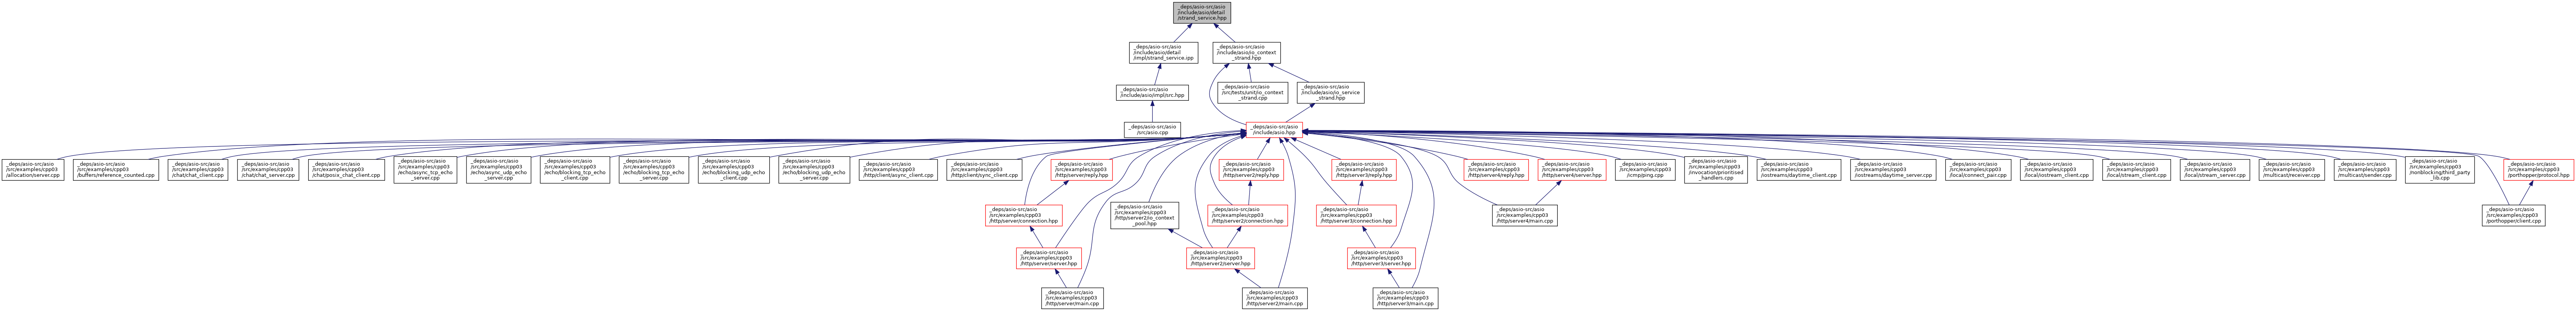 _deps/asio-src/asio
/include/asio/detail
/strand_service.hpp
_deps/asio-src/asio
/include/asio/detail
/impl/strand_service.ipp
_deps/asio-src/asio
/include/asio/io_context
_strand.hpp
_deps/asio-src/asio
/include/asio/impl/src.hpp
_deps/asio-src/asio
/src/tests/unit/io_context
_strand.cpp
_deps/asio-src/asio
/include/asio/io_service
_strand.hpp
_deps/asio-src/asio
/src/asio.cpp
_deps/asio-src/asio
/include/asio.hpp
_deps/asio-src/asio
/src/examples/cpp03
/allocation/server.cpp
_deps/asio-src/asio
/src/examples/cpp03
/buffers/reference_counted.cpp
_deps/asio-src/asio
/src/examples/cpp03
/chat/chat_client.cpp
_deps/asio-src/asio
/src/examples/cpp03
/chat/chat_server.cpp
_deps/asio-src/asio
/src/examples/cpp03
/chat/posix_chat_client.cpp
_deps/asio-src/asio
/src/examples/cpp03
/echo/async_tcp_echo
_server.cpp
_deps/asio-src/asio
/src/examples/cpp03
/echo/async_udp_echo
_server.cpp
_deps/asio-src/asio
/src/examples/cpp03
/echo/blocking_tcp_echo
_client.cpp
_deps/asio-src/asio
/src/examples/cpp03
/echo/blocking_tcp_echo
_server.cpp
_deps/asio-src/asio
/src/examples/cpp03
/echo/blocking_udp_echo
_client.cpp
_deps/asio-src/asio
/src/examples/cpp03
/echo/blocking_udp_echo
_server.cpp
_deps/asio-src/asio
/src/examples/cpp03
/http/client/async_client.cpp
_deps/asio-src/asio
/src/examples/cpp03
/http/client/sync_client.cpp
_deps/asio-src/asio
/src/examples/cpp03
/http/server/reply.hpp
_deps/asio-src/asio
/src/examples/cpp03
/http/server2/reply.hpp
_deps/asio-src/asio
/src/examples/cpp03
/http/server3/reply.hpp
_deps/asio-src/asio
/src/examples/cpp03
/http/server4/reply.hpp
_deps/asio-src/asio
/src/examples/cpp03
/http/server4/server.hpp
_deps/asio-src/asio
/src/examples/cpp03
/icmp/ping.cpp
_deps/asio-src/asio
/src/examples/cpp03
/invocation/prioritised
_handlers.cpp
_deps/asio-src/asio
/src/examples/cpp03
/iostreams/daytime_client.cpp
_deps/asio-src/asio
/src/examples/cpp03
/iostreams/daytime_server.cpp
_deps/asio-src/asio
/src/examples/cpp03
/local/connect_pair.cpp
_deps/asio-src/asio
/src/examples/cpp03
/local/iostream_client.cpp
_deps/asio-src/asio
/src/examples/cpp03
/local/stream_client.cpp
_deps/asio-src/asio
/src/examples/cpp03
/local/stream_server.cpp
_deps/asio-src/asio
/src/examples/cpp03
/multicast/receiver.cpp
_deps/asio-src/asio
/src/examples/cpp03
/multicast/sender.cpp
_deps/asio-src/asio
/src/examples/cpp03
/nonblocking/third_party
_lib.cpp
_deps/asio-src/asio
/src/examples/cpp03
/porthopper/protocol.hpp
_deps/asio-src/asio
/src/examples/cpp03
/http/server/connection.hpp
_deps/asio-src/asio
/src/examples/cpp03
/http/server2/io_context
_pool.hpp
_deps/asio-src/asio
/src/examples/cpp03
/http/server2/connection.hpp
_deps/asio-src/asio
/src/examples/cpp03
/http/server3/connection.hpp
_deps/asio-src/asio
/src/examples/cpp03
/http/server4/main.cpp
_deps/asio-src/asio
/src/examples/cpp03
/porthopper/client.cpp
_deps/asio-src/asio
/src/examples/cpp03
/http/server/server.hpp
_deps/asio-src/asio
/src/examples/cpp03
/http/server2/server.hpp
_deps/asio-src/asio
/src/examples/cpp03
/http/server3/server.hpp
_deps/asio-src/asio
/src/examples/cpp03
/http/server/main.cpp
_deps/asio-src/asio
/src/examples/cpp03
/http/server2/main.cpp
_deps/asio-src/asio
/src/examples/cpp03
/http/server3/main.cpp